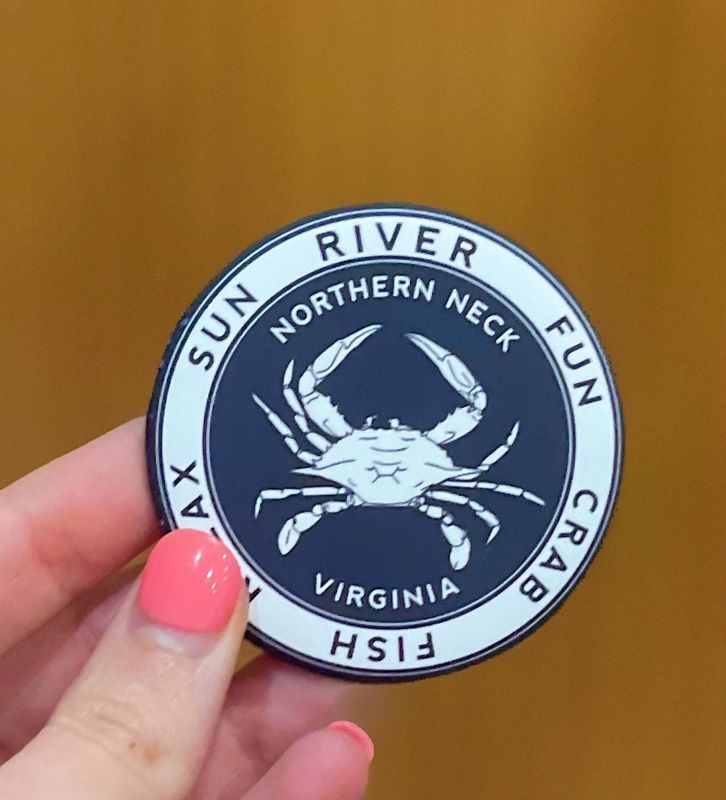 RIVER
FUN
CRAB
FISH
SUN
NORTHERN NECK
VIRGINIA